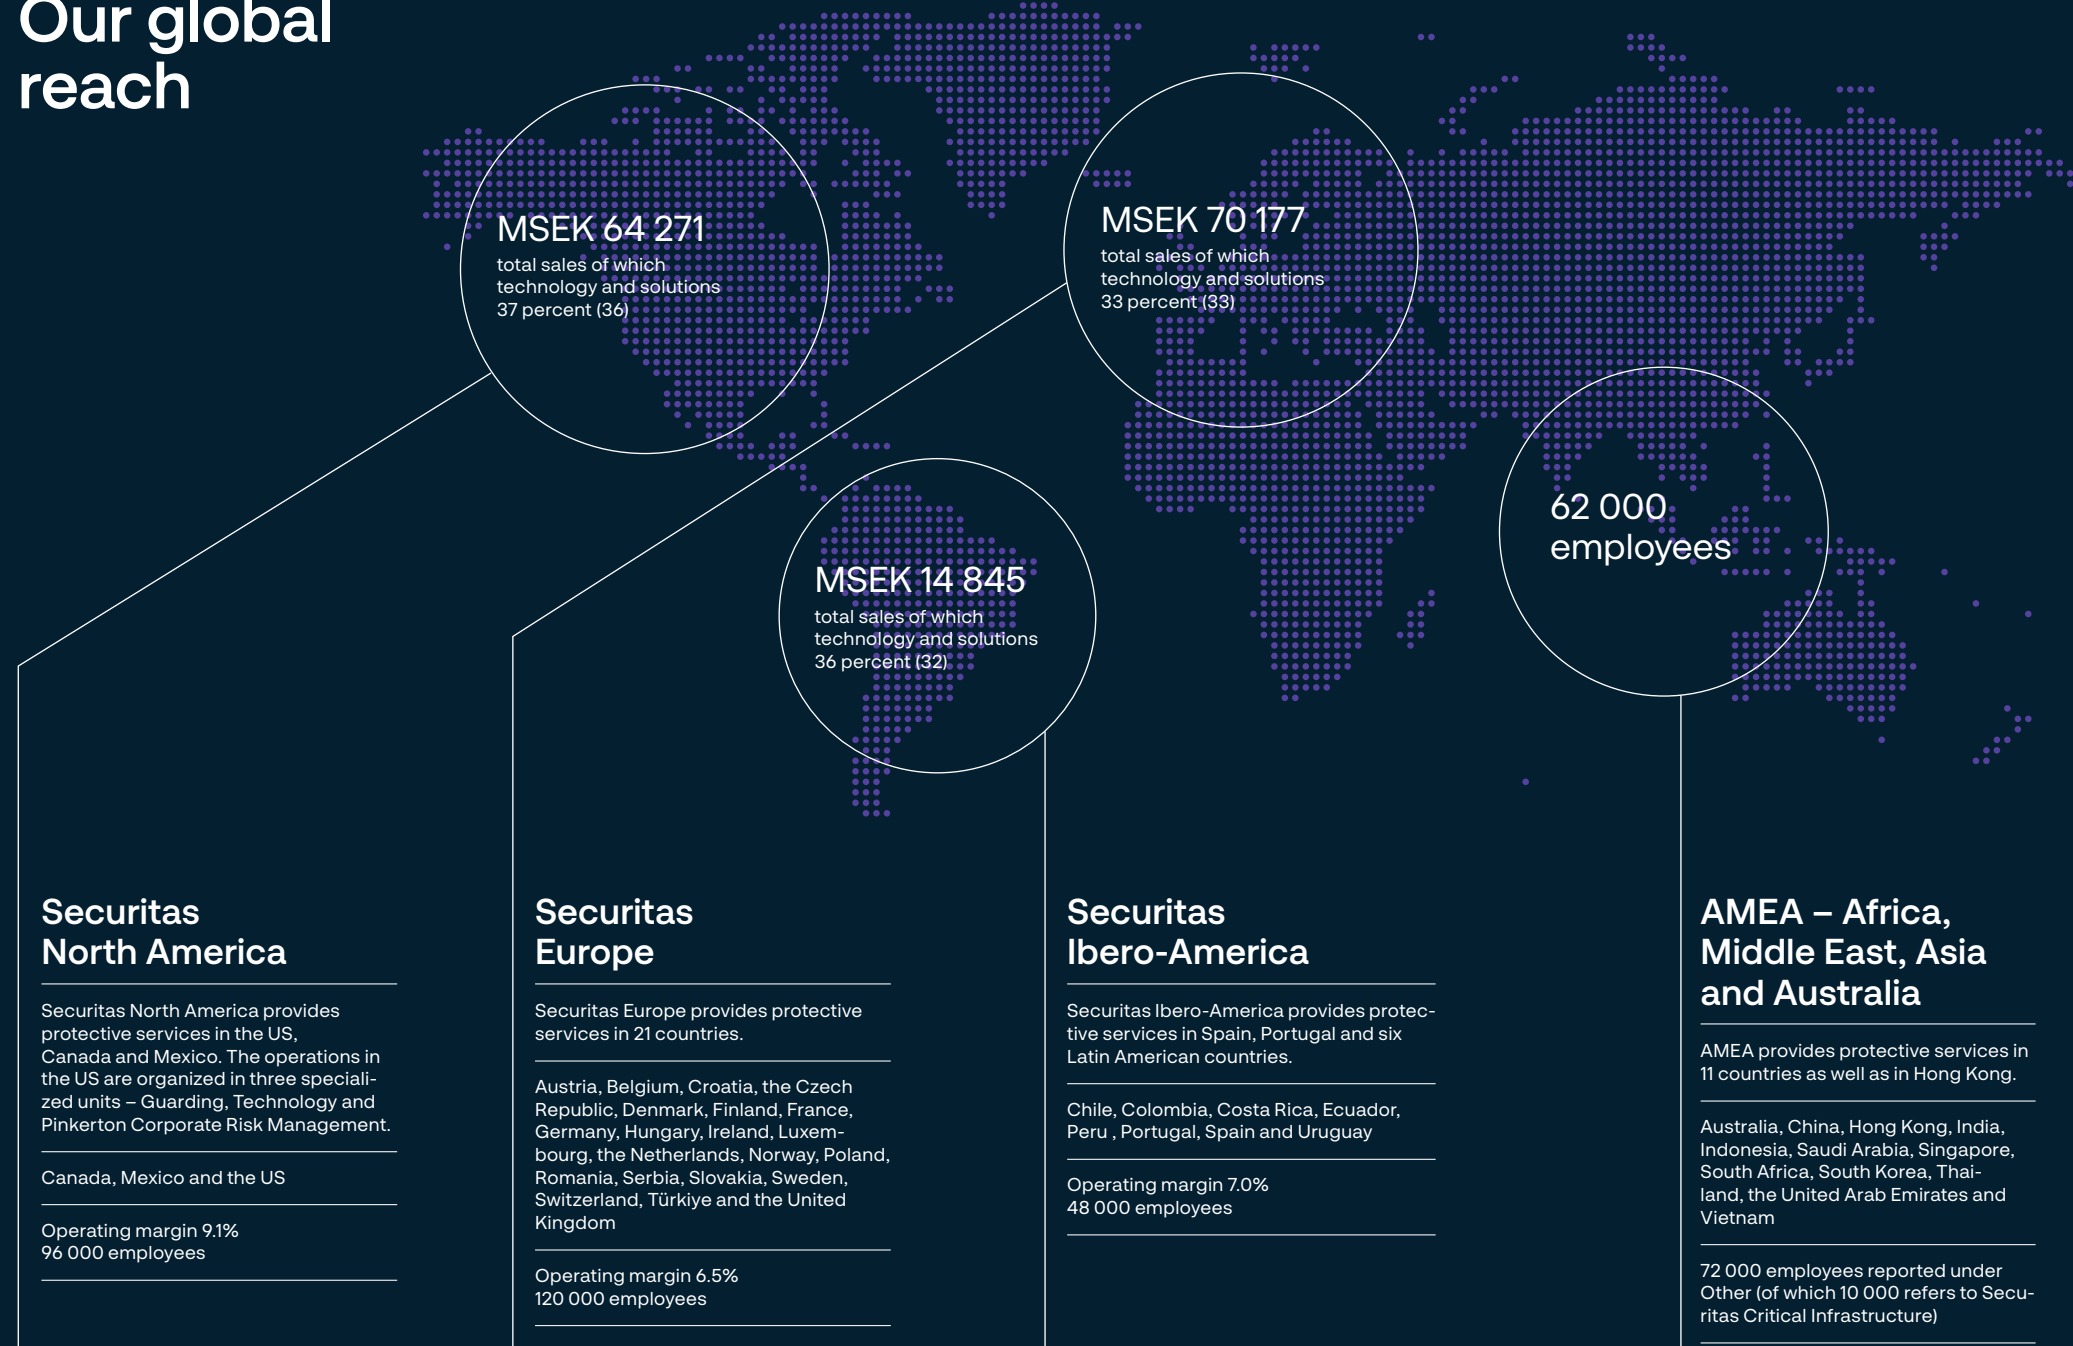 Our global
reach
MSEK 64 271
total sales of which
technology and solutions
37 percent (36)
MSEK 70 177
total sales of which
technology and solutions
33 percent (33)
MSEK 14 845
total sales of which
technology and solutions
36 percent (32)
62 000
employees
Securitas
North America
Securitas North America provides
protective services in the US,
Canada and Mexico. The operations in
the US are organized in three speciali-
zed units – Guarding, Technology and
Pinkerton Corporate Risk Management.
Canada, Mexico and the US
Operating margin 9.1%
96 000 employees
Securitas
Europe
Securitas Europe provides protective
services in 21 countries.
Austria, Belgium, Croatia, the Czech
Republic, Denmark, Finland, France,
Germany, Hungary, Ireland, Luxem-
bourg, the Netherlands, Norway, Poland,
Romania, Serbia, Slovakia, Sweden,
Switzerland, Türkiye and the United
Kingdom
Operating margin 6.5%
120 000 employees
Securitas
Ibero-America
Securitas Ibero-America provides protec-
tive services in Spain, Portugal and six
Latin American countries.
Chile, Colombia, Costa Rica, Ecuador,
Peru , Portugal, Spain and Uruguay
Operating margin 7.0%
48 000 employees
AMEA – Africa,
Middle East, Asia
and Australia
AMEA provides protective services in
11 countries as well as in Hong Kong.
Australia, China, Hong Kong, India,
Indonesia, Saudi Arabia, Singapore,
South Africa, South Korea, Thai-
land, the United Arab Emirates and
Vietnam
72 000 employees reported under
Other (of which 10 000 refers to Secu-
ritas Critical Infrastructure)